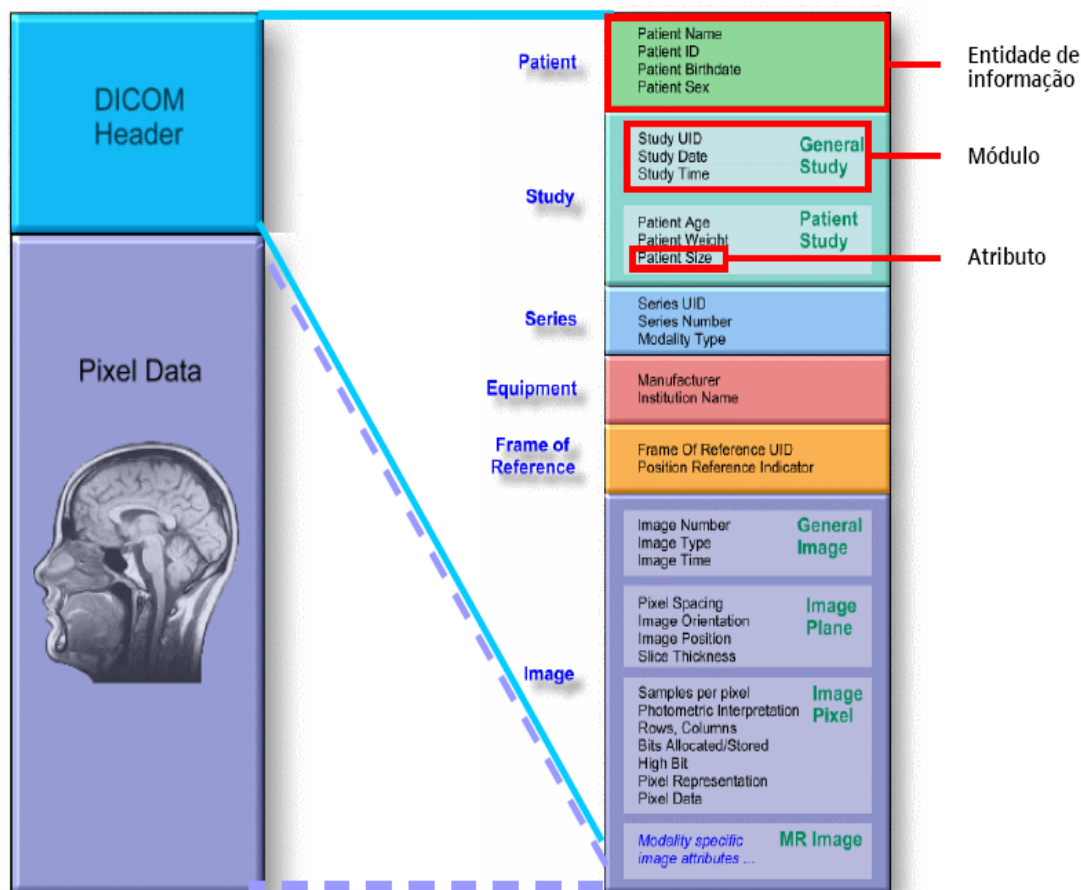 DICOM
Header
Pixel Data
Patient
Patient Name
Patient ID
Patient Birthdate
Patient Sex
Entidade de
informação
Study
Study UID
Study Date
Study Time
General
Study
Módulo
Patient Age
Patient Weight
Patient Size
Patient
Study
Atributo
Series
Series UID
Series Number
Modality Type
Equipment
Manufacturer
Institution Name
Frame of
Reference
Frame Of Reference UID
Position Reference Indicator
Image
Image Number
Image Type
Image Time
General
Image
Pixel Spacing
Image Orientation
Image Position
Slice Thickness
Image
Plane
Samples per pixel
Photometric Interpretation
Rows, Columns
Bits Allocated/Stored
High Bit
Pixel Representation
Pixel Data
Image
Pixel
Modality specific
image attributes ...
MR Image